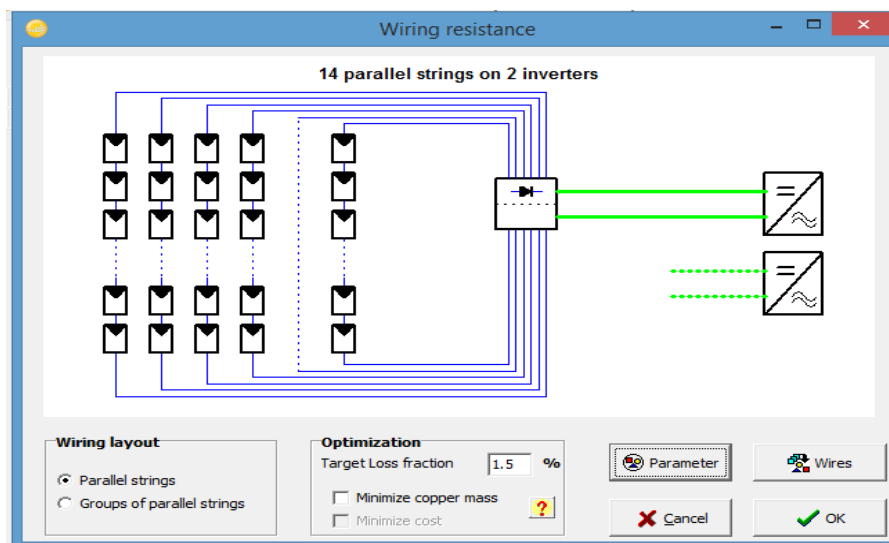 Wiring resistance
14 parallel strings on 2 inverters
Wiring layout
Parallel strings
Groups of parallel strings
Optimization
Target Loss fraction 1.5 %
Minimize copper mass
?
Minimize cost
Parameter
Wires
Cancel
OK